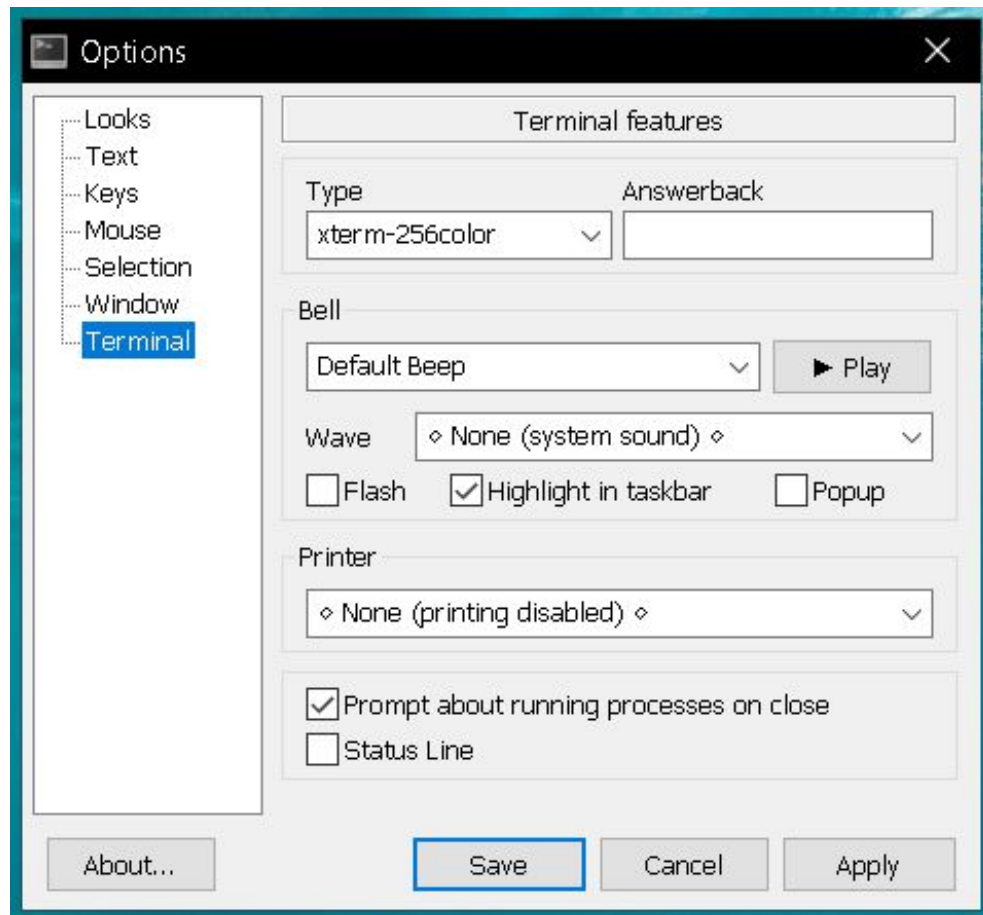 Options
Looks
Text
Keys
Mouse
Selection
Window
Terminal
Terminal features
Type Answerback
xterm-256color
Bell
Default Beep ► Play
Wave ◇ None (system sound) ◇
Flash Highlight in taskbar Popup
Printer
◇ None (printing disabled) ◇
Prompt about running processes on close
Status Line
About... Save Cancel Apply